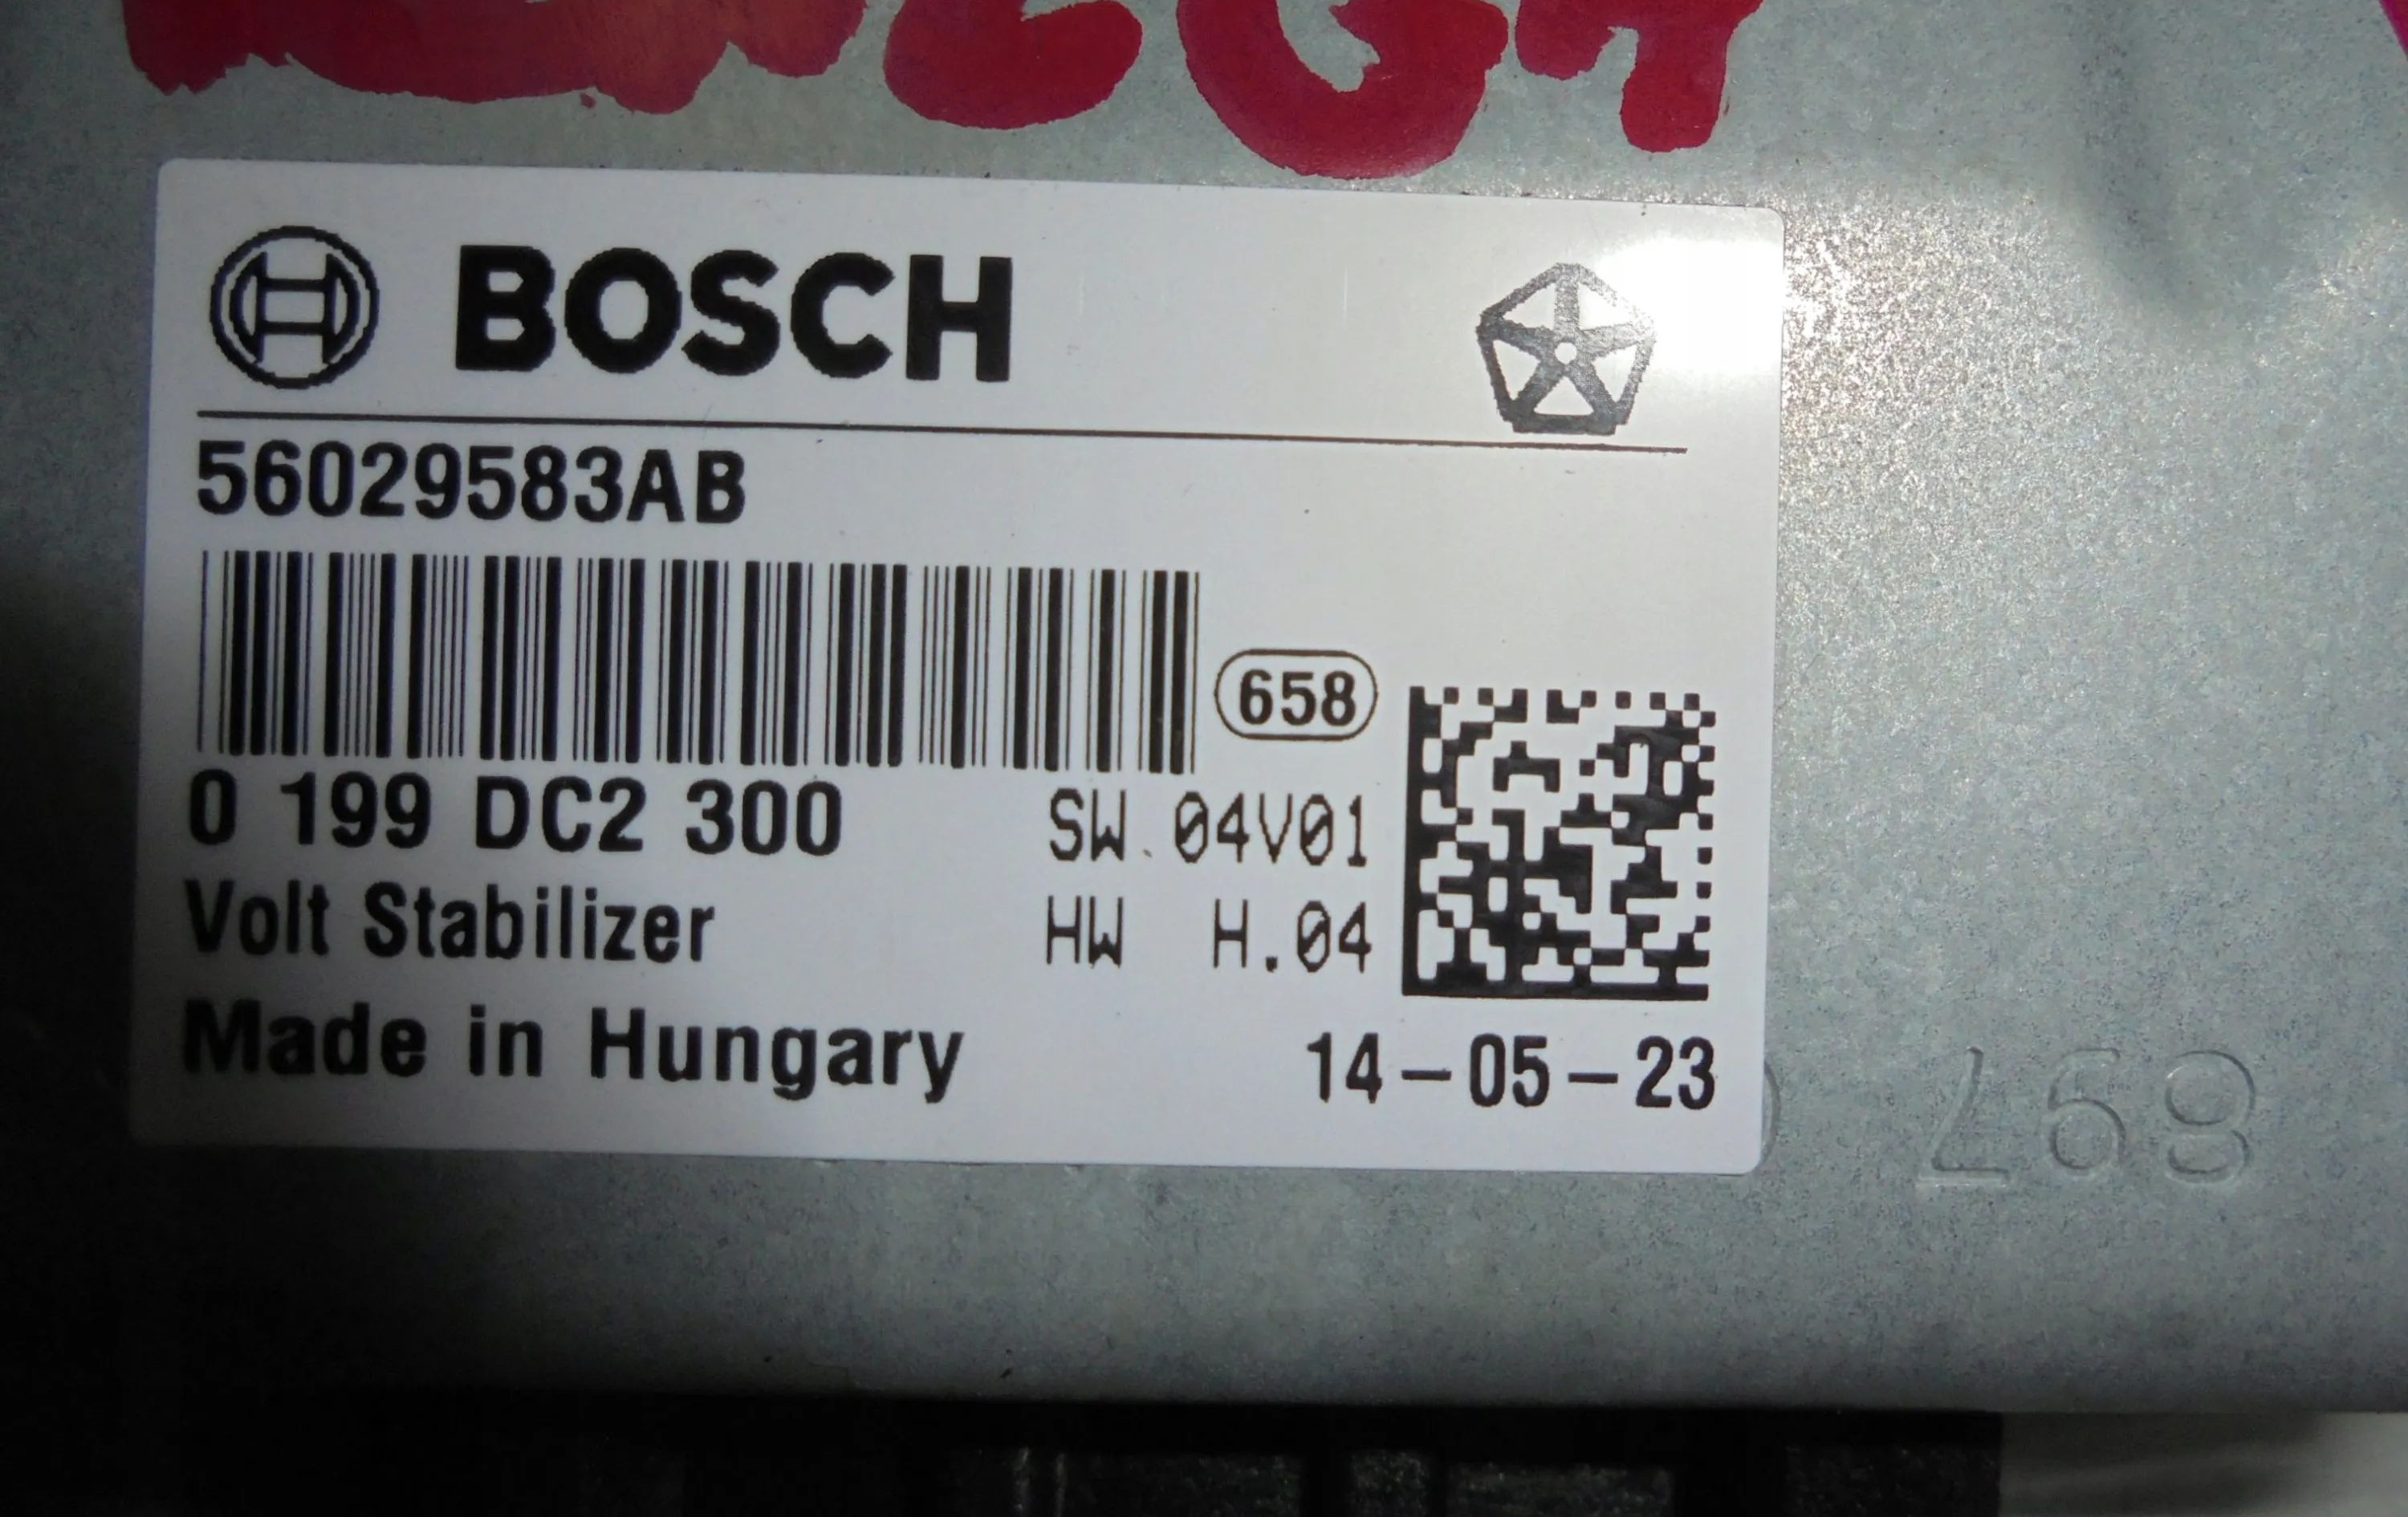 BOSCH
56029583AB
658
0 199 DC2 300 SW 04V01
Volt Stabilizer HW H.04
Made in Hungary 14-05-23